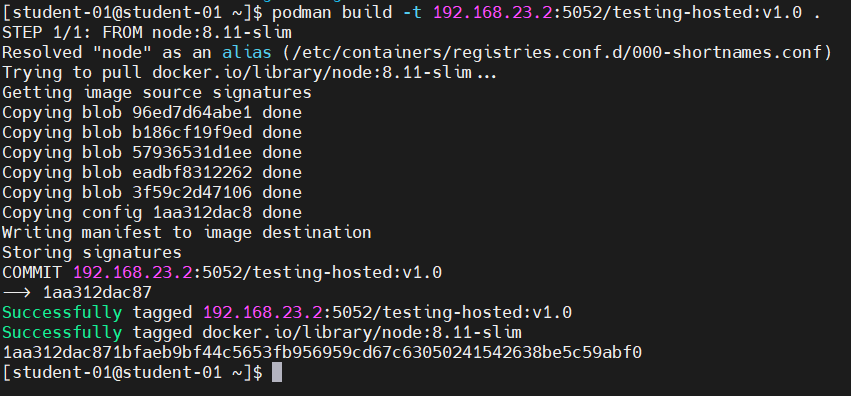 [student-01@student-01 ~]$ podman build -t 192.168.23.2:5052/testing-hosted:v1.0 .
STEP 1/1: FROM node:8.11-slim
Resolved "node" as an alias (/etc/containers/registries.conf.d/000-shortnames.conf)
Trying to pull docker.io/library/node:8.11-slim...
Getting image source signatures
Copying blob 96ed7d64abe1 done
Copying blob b186cf19f9ed done
Copying blob 57936531d1ee done
Copying blob eadbf8312262 done
Copying blob 3f59c2d47106 done
Copying config 1aa312dac8 done
Writing manifest to image destination
Storing signatures
COMMIT 192.168.23.2:5052/testing-hosted:v1.0
--> 1aa312dac87
Successfully tagged 192.168.23.2:5052/testing-hosted:v1.0
Successfully tagged docker.io/library/node:8.11-slim
1aa312dac871bfaeb9bf44c5653fb956959cd67c63050241542638be5c59abf0
[student-01@student-01 ~]$